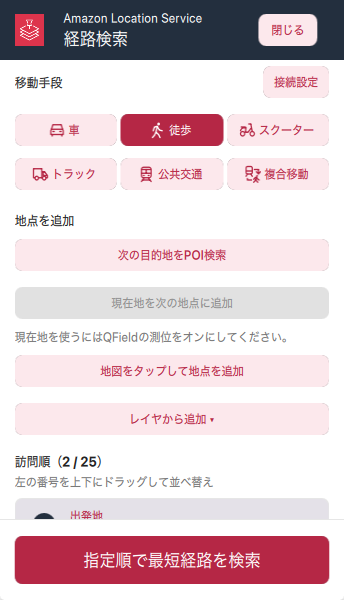 Amazon Location Service
経路検索
閉じる
移動手段
接続設定
車
徒歩
スクーター
トラック
公共交通
複合移動
地点を追加
次の目的地をPOI検索
現在地を次の地点に追加
現在地を使うにはQFieldの測位をオンにしてください。
地図をタップして地点を追加
レイヤから追加 ▾
訪問順（2 / 25）
左の番号を上下にドラッグして並べ替え
出発地
指定順で最短経路を検索